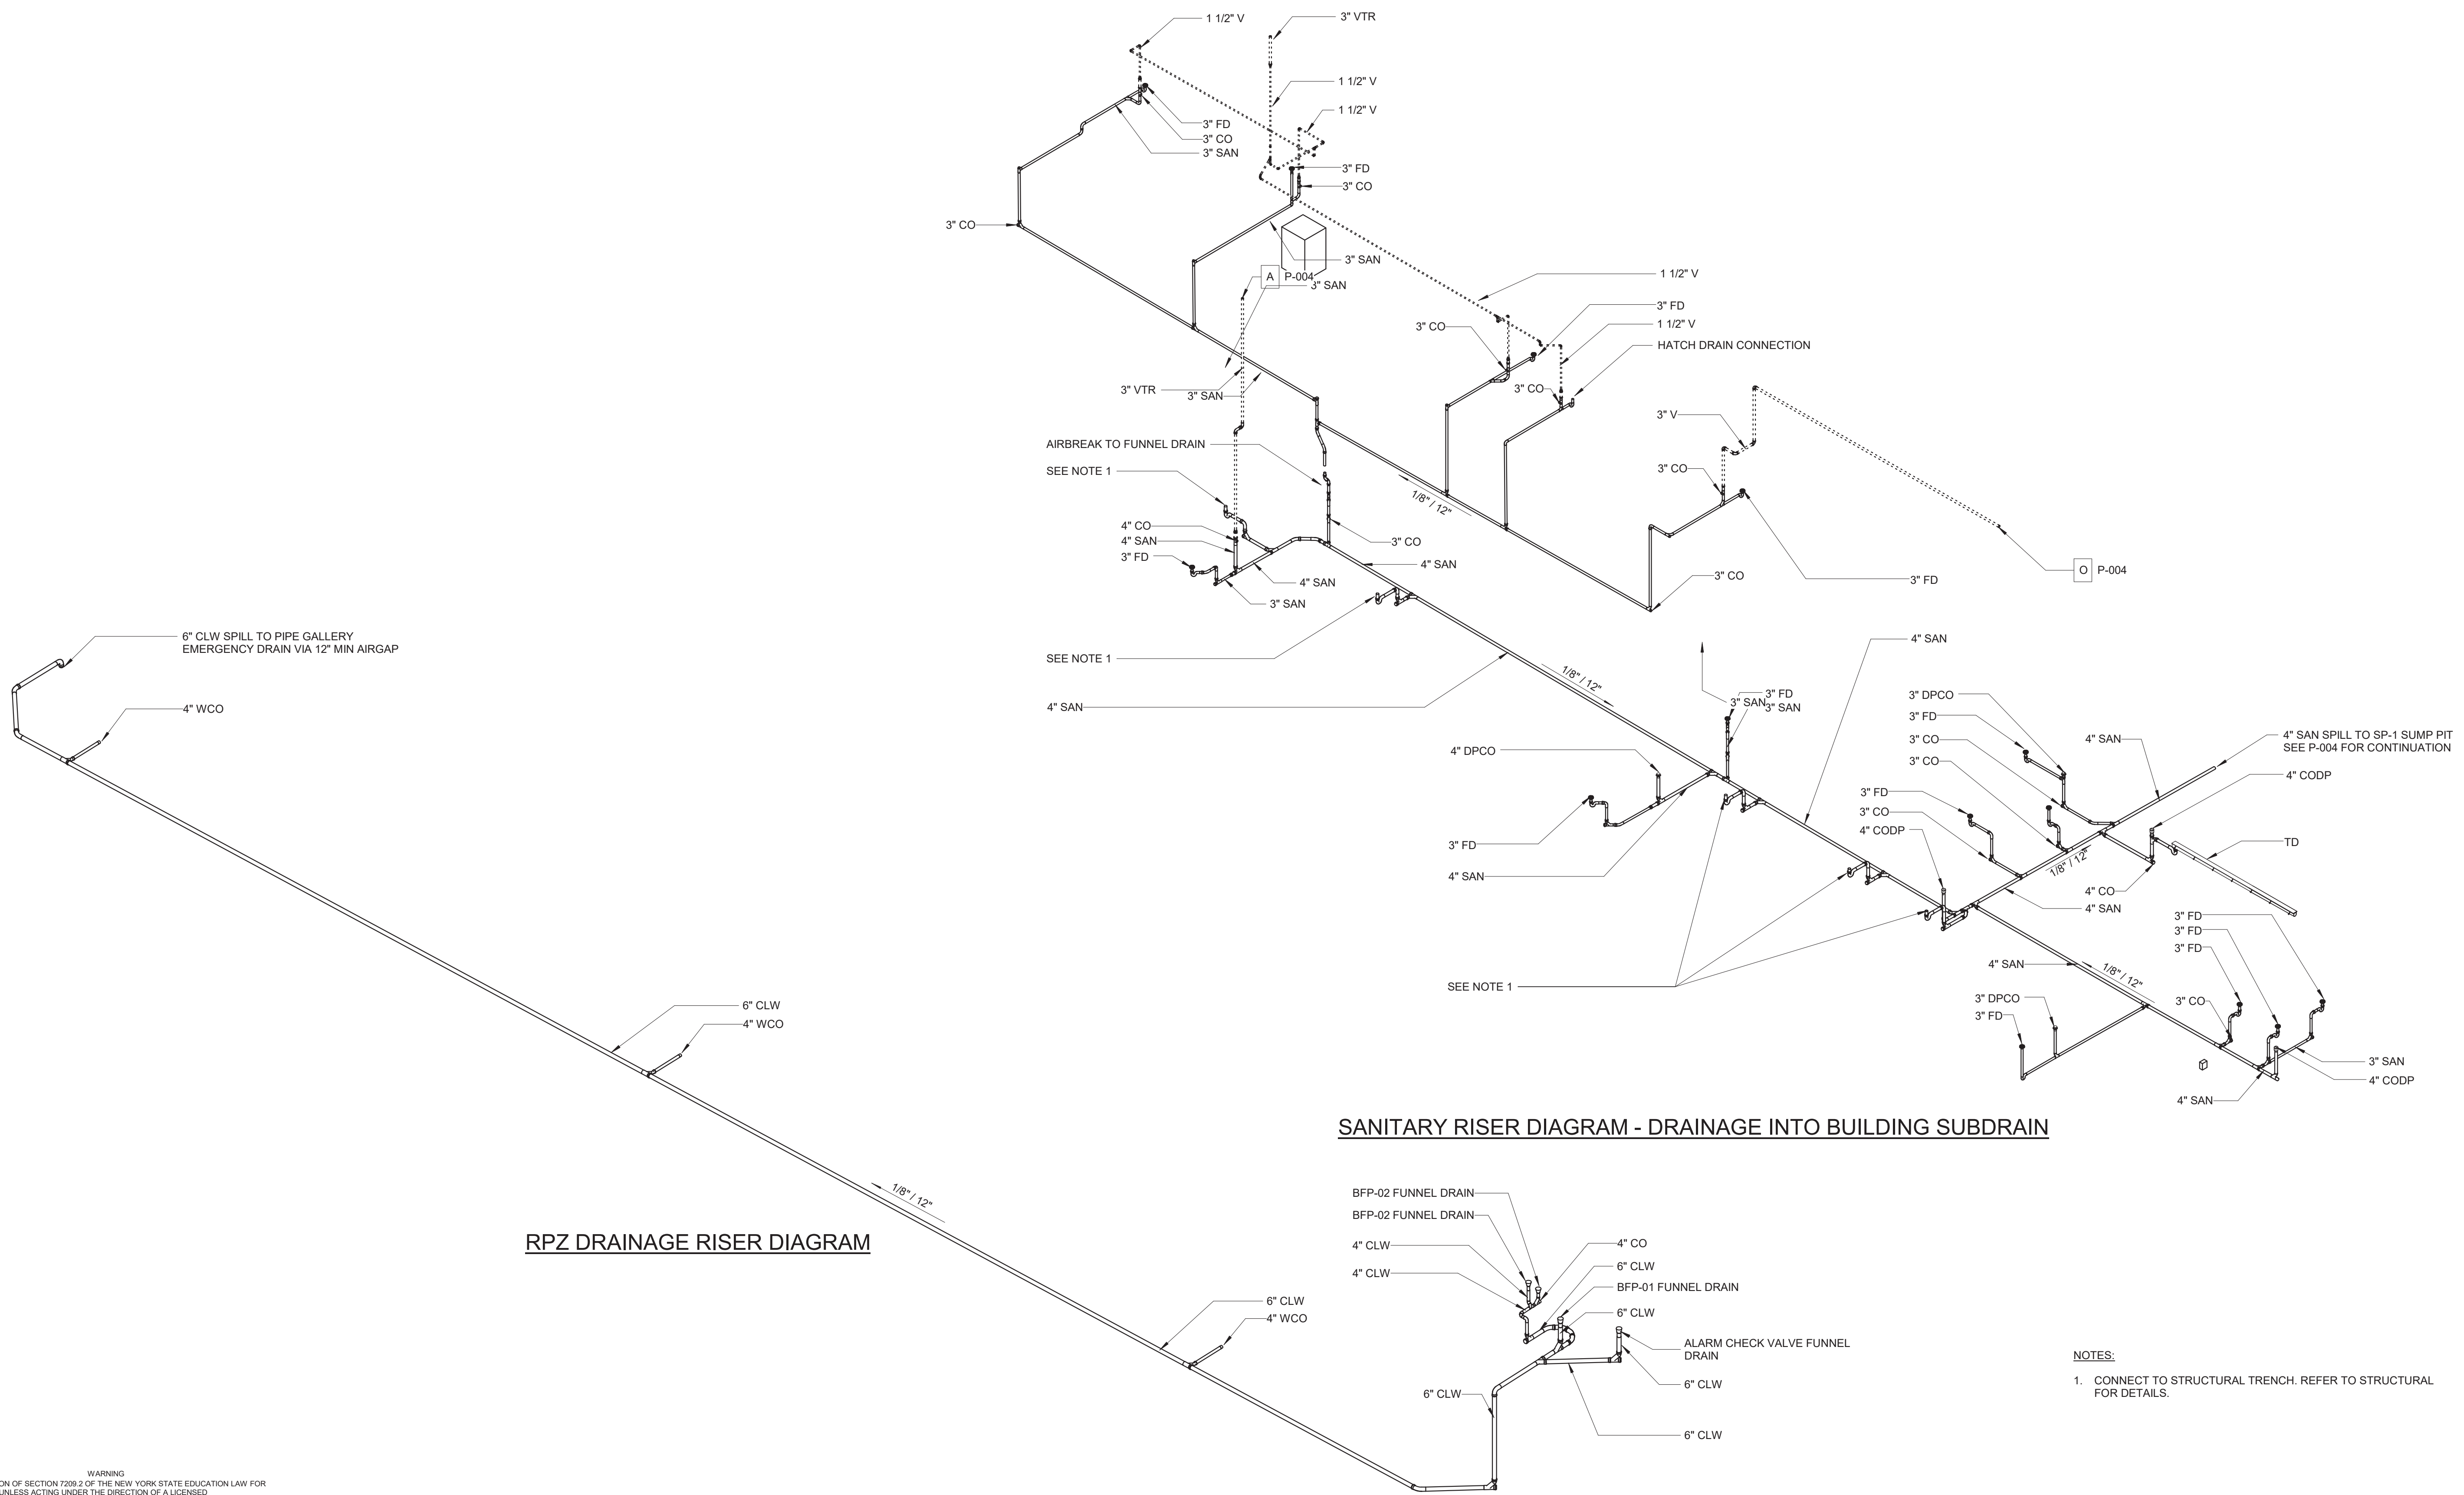 1 1/2" V
3" VTR
1 1/2" V
1 1/2" V
3" FD
3" CO
3" SAN
3" FD
3" CO
3" CO
3" SAN
A P-004
3" SAN
1 1/2" V
3" FD
3" CO
1 1/2" V
HATCH DRAIN CONNECTION
3" VTR
3" SAN
3" CO
3" V
AIRBREAK TO FUNNEL DRAIN
SEE NOTE 1
3" CO
1/8" / 12"
4" CO
4" SAN
3" FD
3" CO
4" SAN
4" SAN
3" SAN
3" CO
3" FD
O P-004
6" CLW SPILL TO PIPE GALLERY
EMERGENCY DRAIN VIA 12" MIN AIRGAP
4" WCO
SEE NOTE 1
4" SAN
1/8" / 12"
4" SAN
3" FD
3" SAN
3" SAN
4" DPCO
3" FD
4" SAN
3" DPCO
3" FD
3" CO
3" CO
4" SAN
4" SAN SPILL TO SP-1 SUMP PIT
SEE P-004 FOR CONTINUATION
4" CODP
3" FD
3" CO
4" CODP
TD
1/8" / 12"
4" CO
4" SAN
3" FD
3" FD
3" FD
SEE NOTE 1
4" SAN
1/8" / 12"
3" DPCO
3" FD
3" CO
3" SAN
4" CODP
4" SAN
6" CLW
4" WCO
SANITARY RISER DIAGRAM - DRAINAGE INTO BUILDING SUBDRAIN
1/8" / 12"
RPZ DRAINAGE RISER DIAGRAM
BFP-02 FUNNEL DRAIN
BFP-02 FUNNEL DRAIN
4" CLW
4" CLW
4" CO
6" CLW
BFP-01 FUNNEL DRAIN
6" CLW
6" CLW
4" WCO
ALARM CHECK VALVE FUNNEL
DRAIN
6" CLW
6" CLW
6" CLW
NOTES:
1. CONNECT TO STRUCTURAL TRENCH. REFER TO STRUCTURAL
FOR DETAILS.
WARNING
ON OF SECTION 7209.2 OF THE NEW YORK STATE EDUCATION LAW FOR
UNLESS ACTING UNDER THE DIRECTION OF A LICENSED